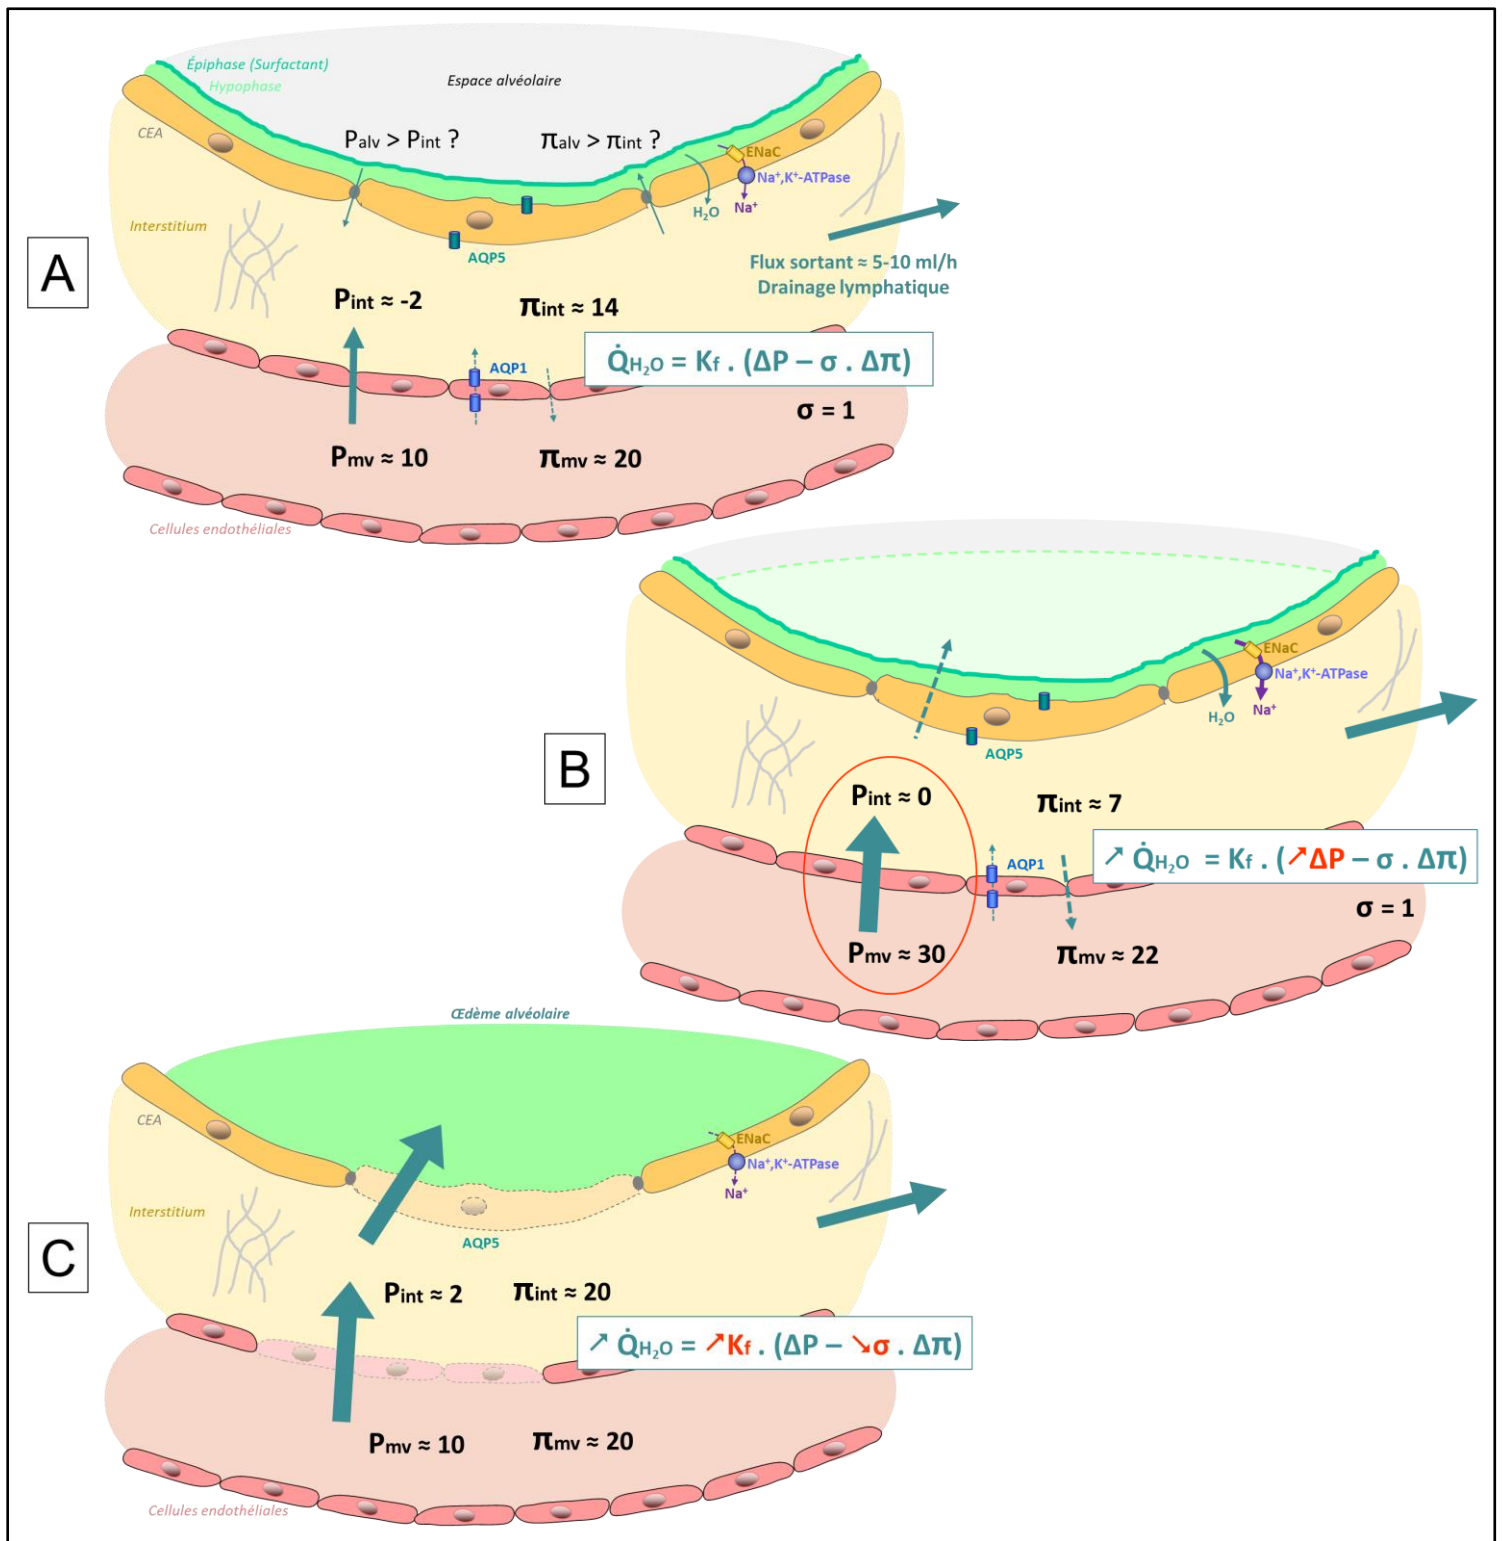 A
Épiphase (Surfactant)
Hypophase
Espace alvéolaire
CEA
Palv > Pint ?
πalv > πint ?
ENaC
Na⁺,K⁺-ATPase
H₂O
Na⁺
Interstitium
AQP5
Flux sortant ≈ 5-10 ml/h
Drainage lymphatique
Pint ≈ -2
πint ≈ 14
Q̇H₂O = Kf . (ΔP – σ . Δπ)
AQP1
σ = 1
Pmv ≈ 10
πmv ≈ 20
Cellules endothéliales
B
ENaC
Na⁺,K⁺-ATPase
H₂O
Na⁺
AQP5
Pint ≈ 0
πint ≈ 7
↗ Q̇H₂O = Kf . (↗ΔP – σ . Δπ)
AQP1
σ = 1
Pmv ≈ 30
πmv ≈ 22
C
Œdème alvéolaire
CEA
ENaC
Na⁺,K⁺-ATPase
Na⁺
Interstitium
AQP5
Pint ≈ 2
πint ≈ 20
↗ Q̇H₂O = ↗Kf . (ΔP – ↘σ . Δπ)
Pmv ≈ 10
πmv ≈ 20
Cellules endothéliales